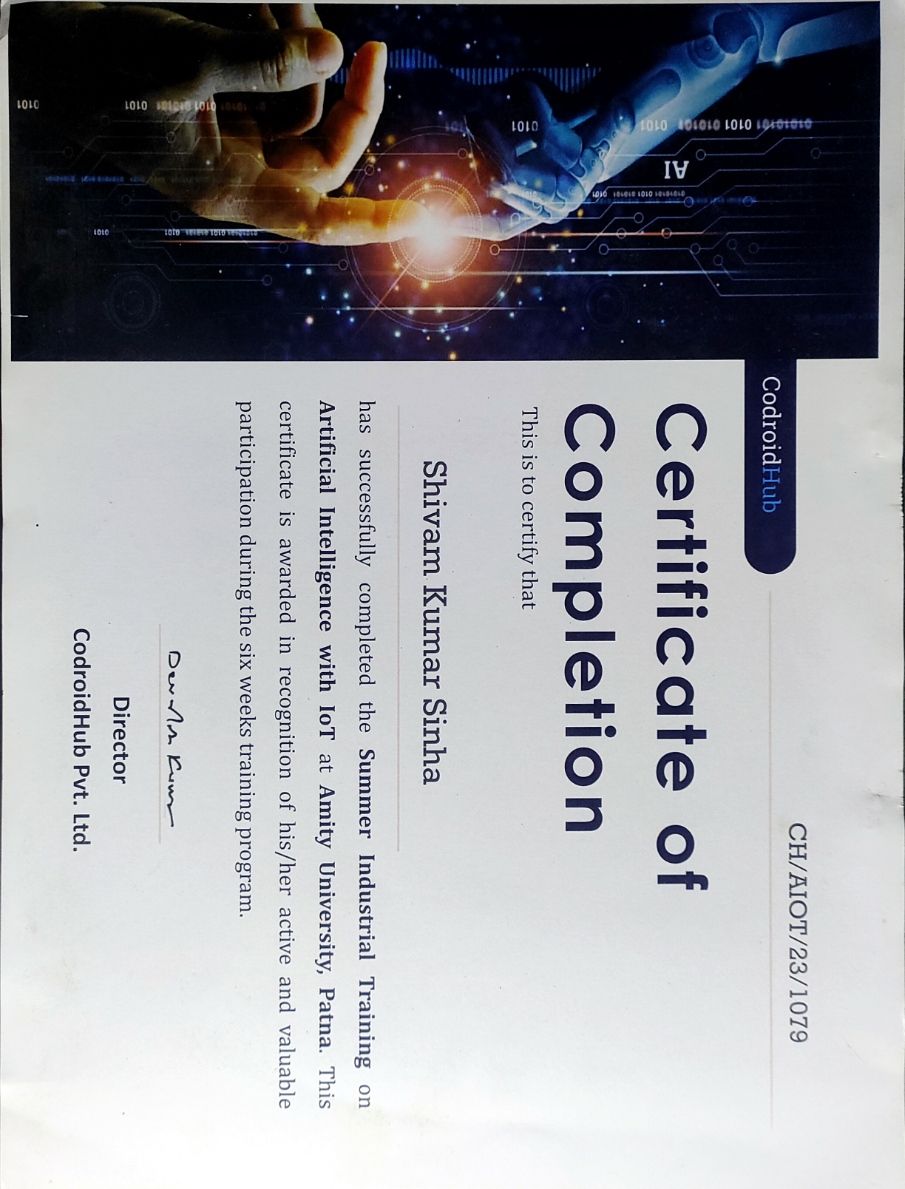 CH/AIOT/23/1079
CodroidHub
Certificate of
Completion
This is to certify that
Shivam Kumar Sinha
has successfully completed the Summer Industrial Training on
Artificial Intelligence with IoT at Amity University, Patna. This
certificate is awarded in recognition of his/her active and valuable
participation during the six weeks training program.
Kumar
Director
CodroidHub Pvt. Ltd.
AI